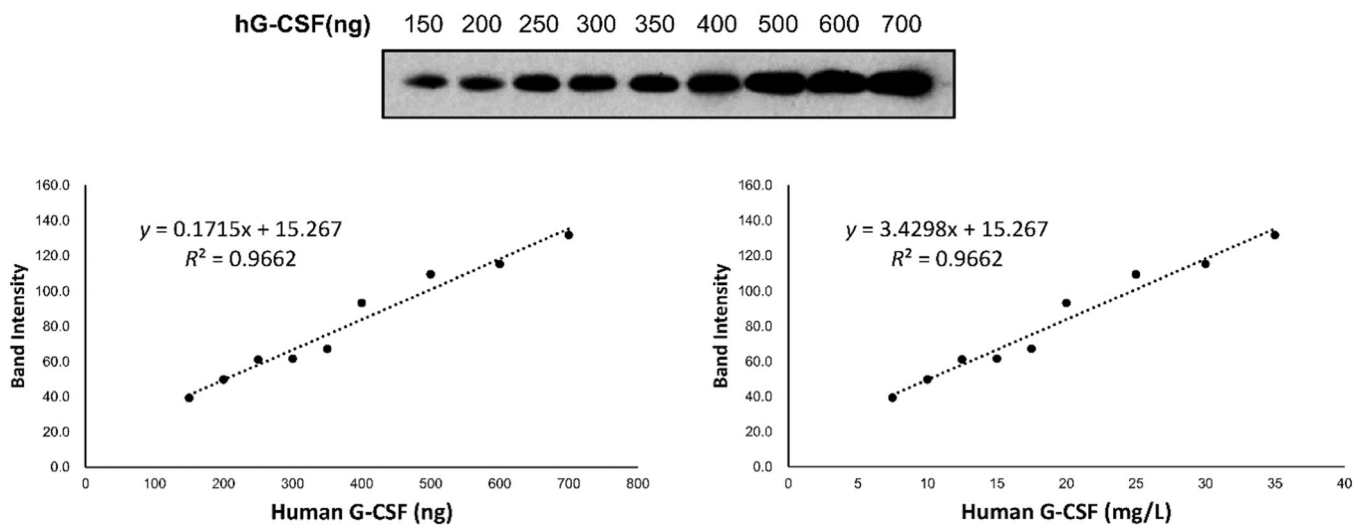 hG-CSF(ng) 150 200 250 300 350 400 500 600 700
160.0
140.0
120.0
100.0
80.0
60.0
40.0
20.0
0.0
Band Intensity
y = 0.1715x + 15.267
R² = 0.9662
0 100 200 300 400 500 600 700 800
Human G-CSF (ng)
160.0
140.0
120.0
100.0
80.0
60.0
40.0
20.0
0.0
Band Intensity
y = 3.4298x + 15.267
R² = 0.9662
0 5 10 15 20 25 30 35 40
Human G-CSF (mg/L)